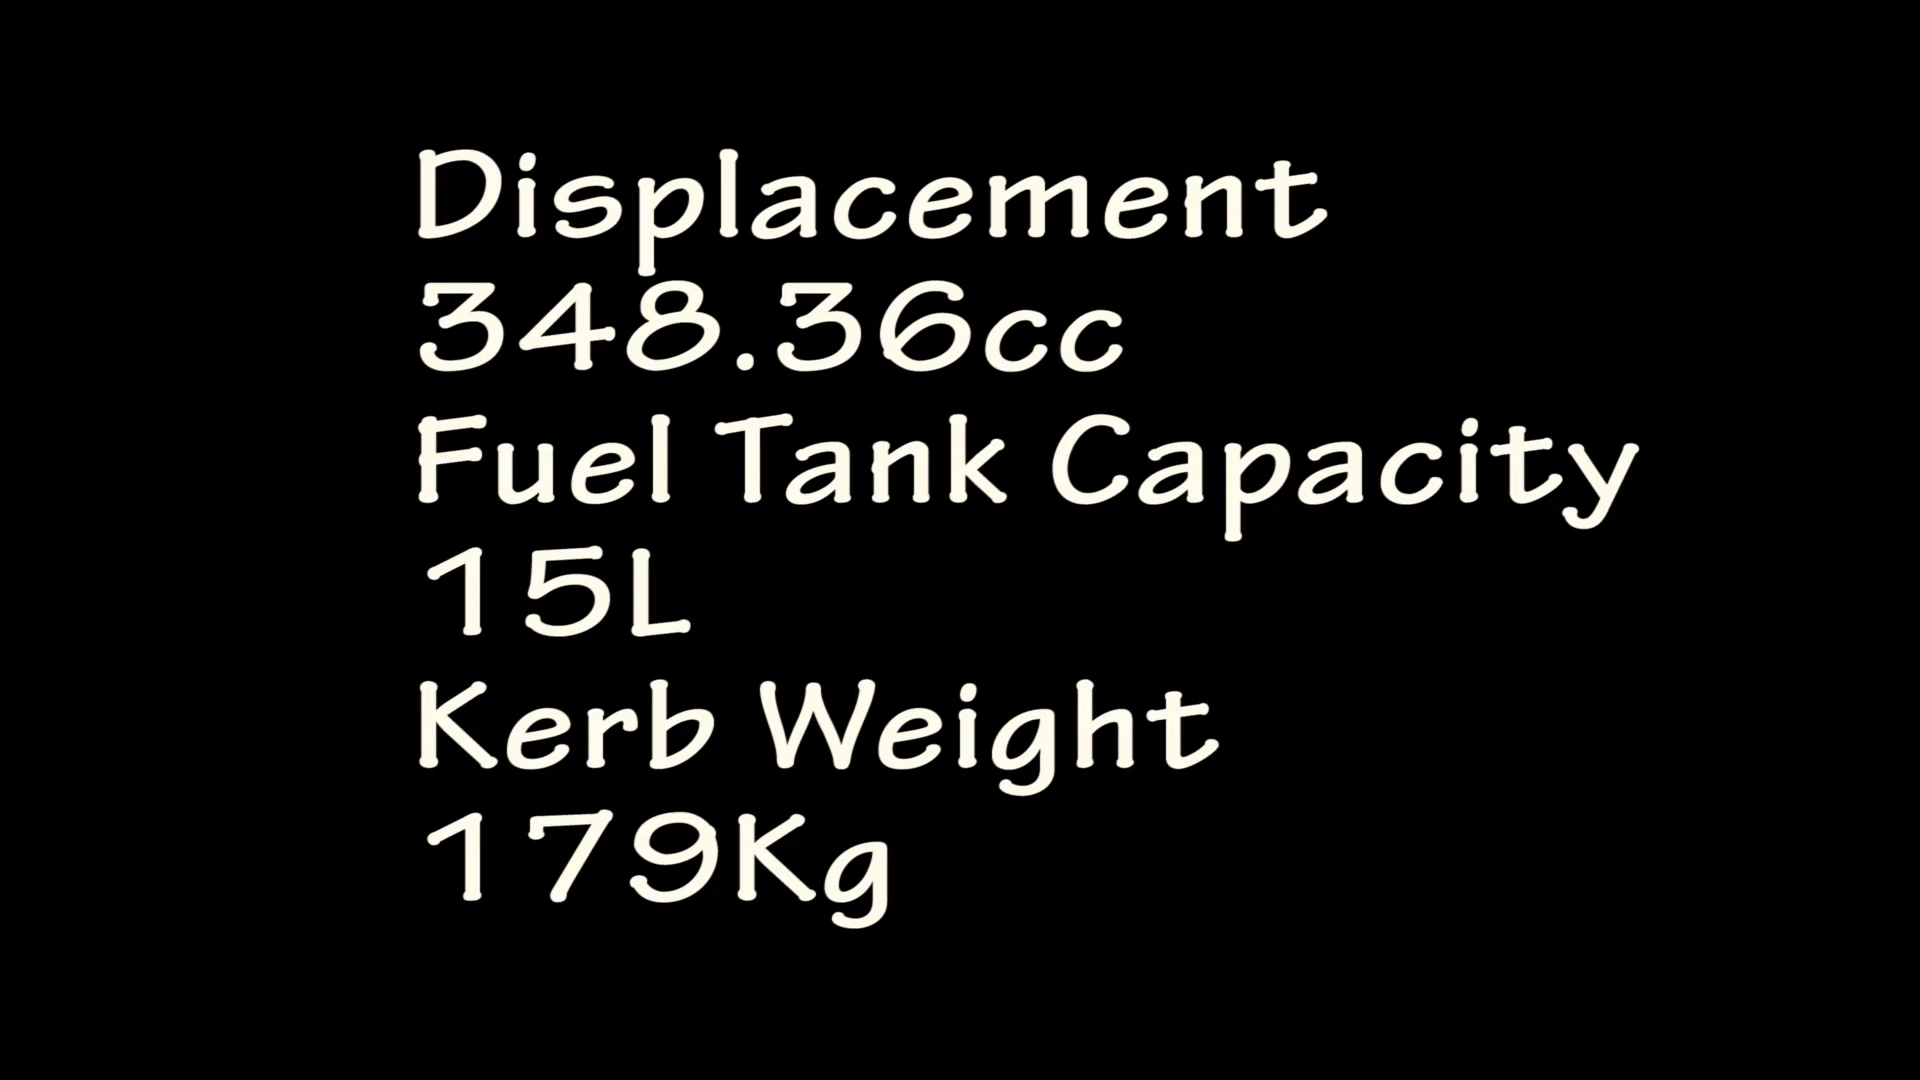 Displacement
348.36cc
Fuel Tank Capacity
15L
Kerb Weight
179Kg